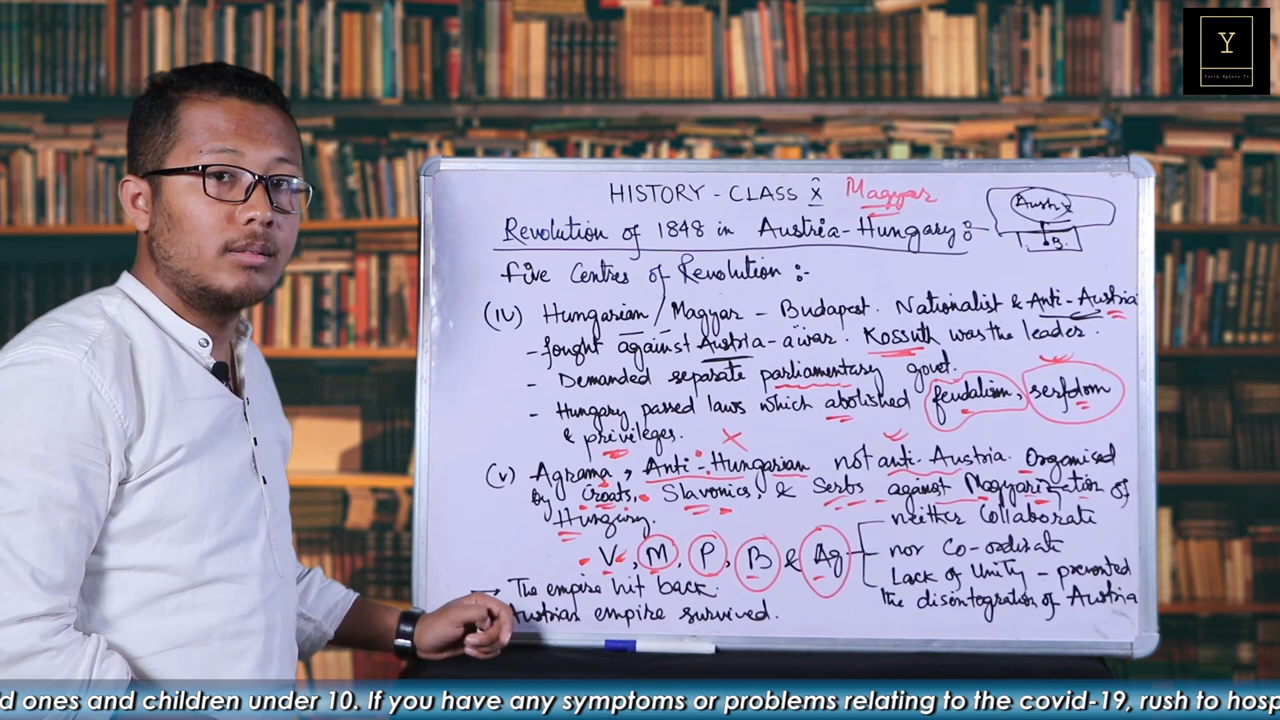 Y
HISTORY - CLASS X Magyar
Revolution of 1848 in Austria-Hungary :-
Austria
B.
Five Centres of Revolution :-
(IV) Hungarian / Magyar - Budapest. Nationalist & Anti-Austria
- fought against Austria - a war. Kossuth was the leader.
- Demanded separate parliamentary govt.
- Hungary passed laws which abolished feudalism, serfdom
& privileges.
(V) Agrama, Anti-Hungarian not anti-Austria. Organised
by Croats, Slavonics, & Serbs against Magyarization of
Hungary.
V, M, P, B & Ag
neither Collaborate
nor Co-ordinate
Lack of Unity - prevented
the disintegration of Austria
→ The empire hit back.
Austrian empire survived.
d ones and children under 10. If you have any symptoms or problems relating to the covid-19, rush to hosp